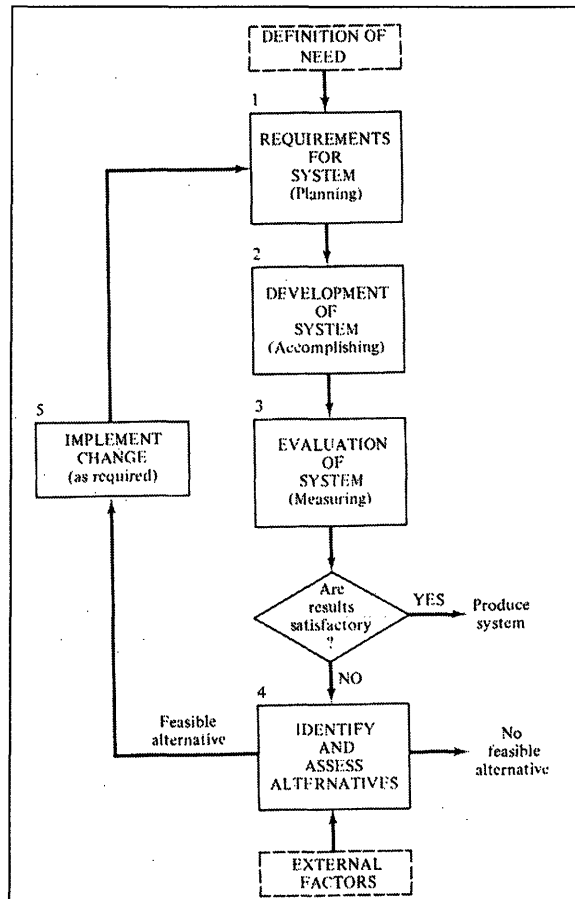 DEFINITION OF
NEED
1
REQUIREMENTS
FOR
SYSTEM
(Planning)
2
DEVELOPMENT
OF
SYSTEM
(Accomplishing)
3
EVALUATION
OF
SYSTEM
(Measuring)
5
IMPLEMENT
CHANGE
(as required)
Are
results
satisfactory
?
YES
Produce
system
NO
4
IDENTIFY
AND
ASSESS
ALTERNATIVES
Feasible
alternative
No
feasible
alternative
EXTERNAL
FACTORS